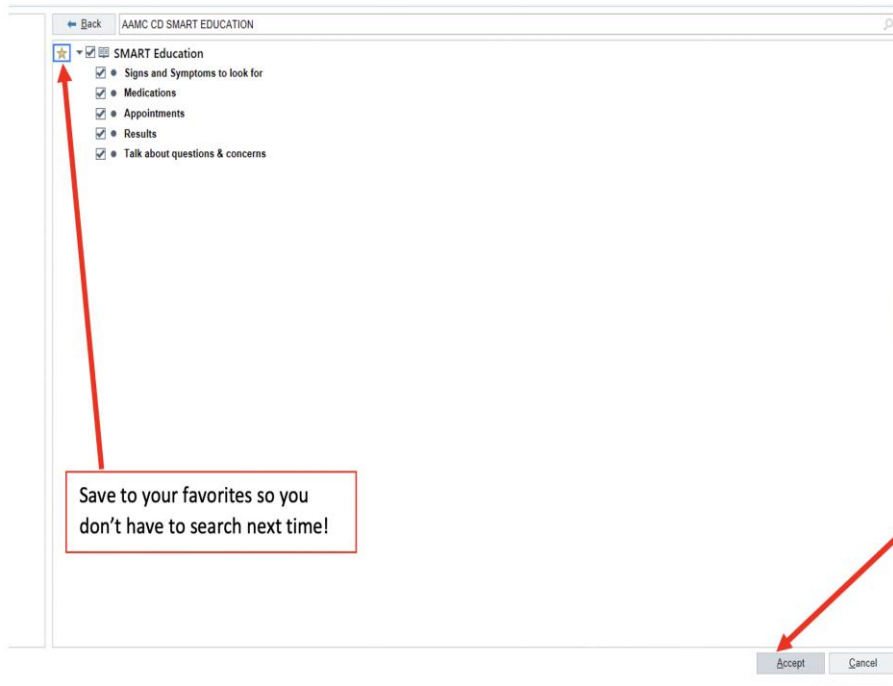 Back AAMC CD SMART EDUCATION
SMART Education
Signs and Symptoms to look for
Medications
Appointments
Results
Talk about questions & concerns
Save to your favorites so you
don’t have to search next time!
Accept Cancel